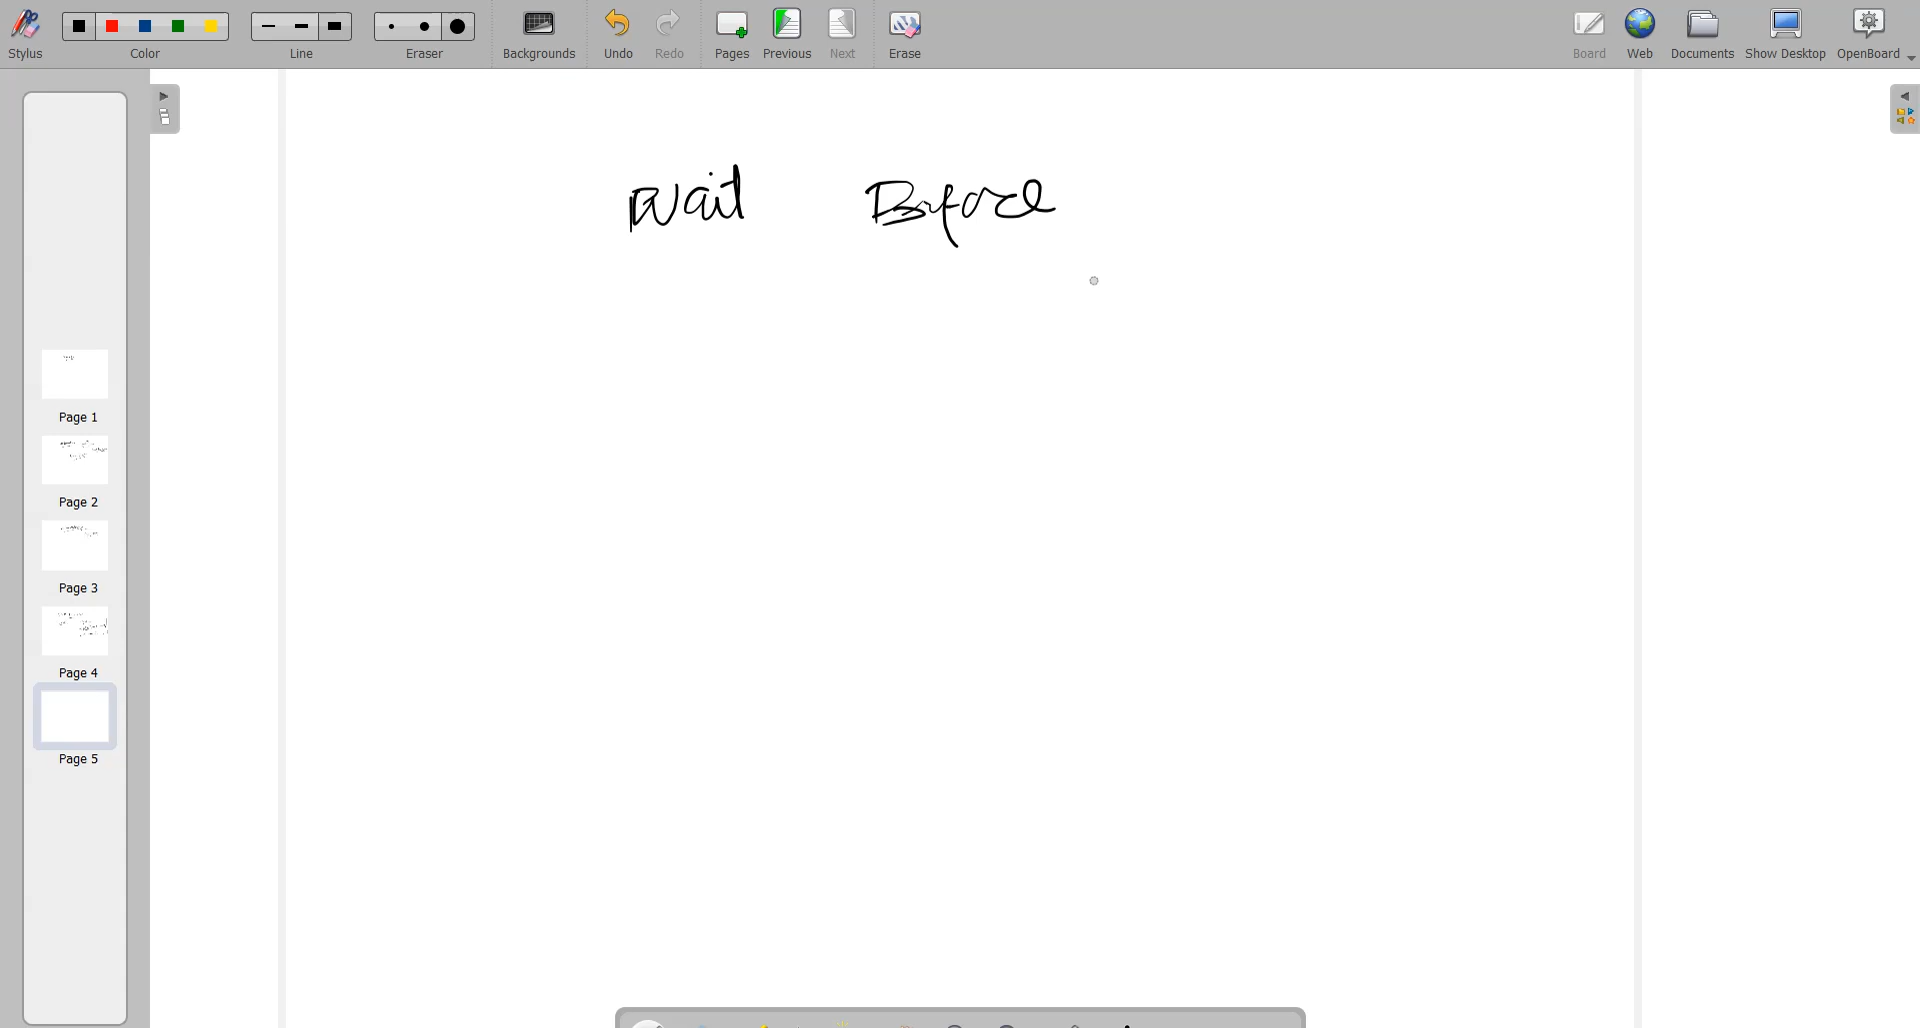 Stylus Color Line Eraser Backgrounds Undo Redo Pages Previous Next Erase Board Web Documents Show Desktop OpenBoard
Wait Before
Page 1
Page 2
Page 3
Page 4
Page 5